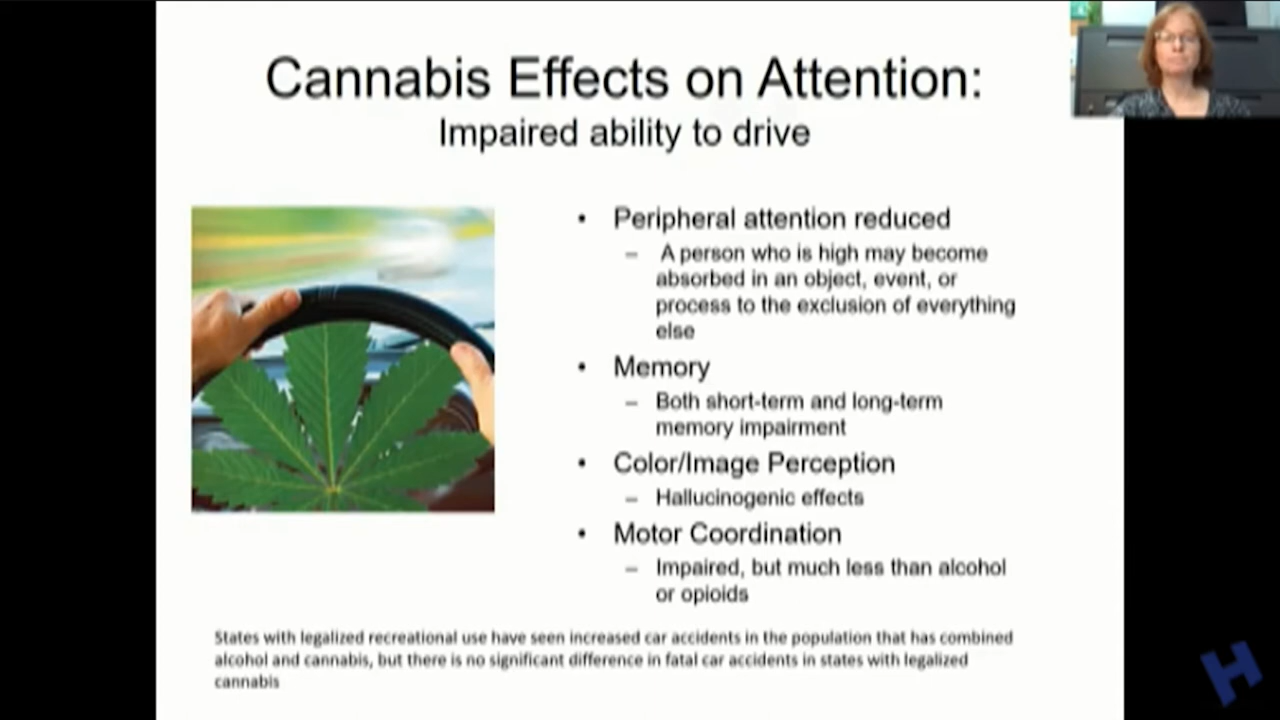 Cannabis Effects on Attention:
Impaired ability to drive
• Peripheral attention reduced
– A person who is high may become
absorbed in an object, event, or
process to the exclusion of everything
else
• Memory
– Both short-term and long-term
memory impairment
• Color/Image Perception
– Hallucinogenic effects
• Motor Coordination
– Impaired, but much less than alcohol
or opioids
States with legalized recreational use have seen increased car accidents in the population that has combined
alcohol and cannabis, but there is no significant difference in fatal car accidents in states with legalized
cannabis
H